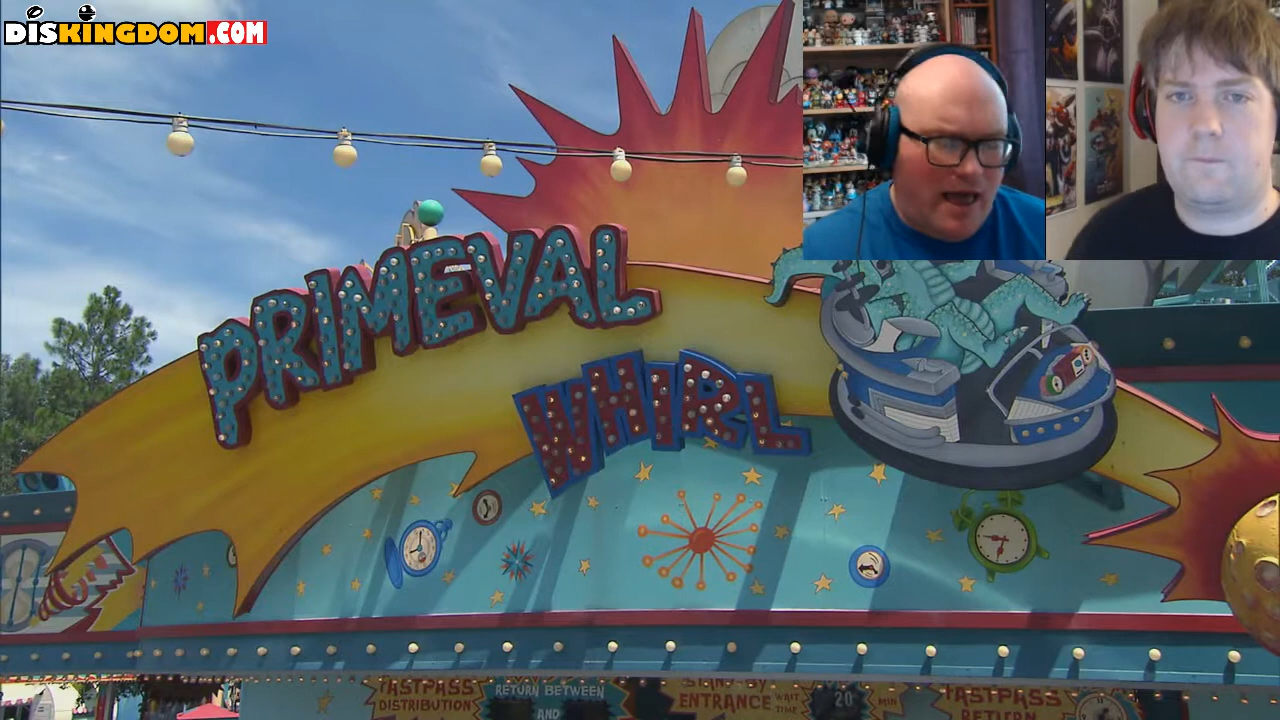 DISKINGDOM.COM
PRIMEVAL
WHIRL
FASTPASS
DISTRIBUTION
RETURN BETWEEN
AND
STAND-BY
ENTRANCE
WAIT
TIME
20
MIN
FASTPASS
RETURN